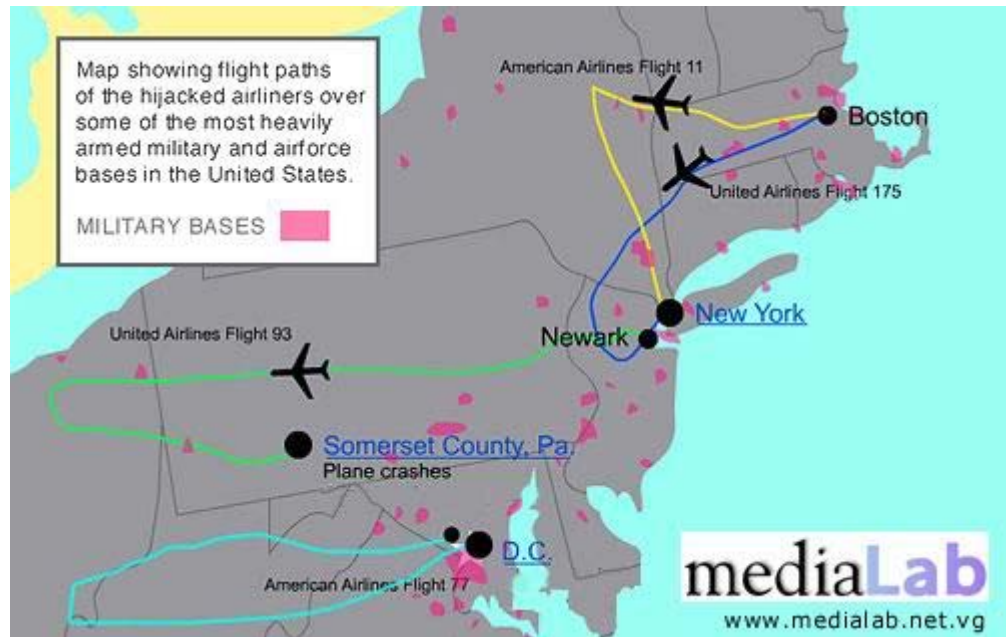 Map showing flight paths
of the hijacked airliners over
some of the most heavily
armed military and airforce
bases in the United States.
MILITARY BASES
American Airlines Flight 11
Boston
United Airlines Flight 175
New York
Newark
United Airlines Flight 93
Somerset County, Pa.
Plane crashes
D.C.
American Airlines Flight 77
mediaLab
www.medialab.net.vg